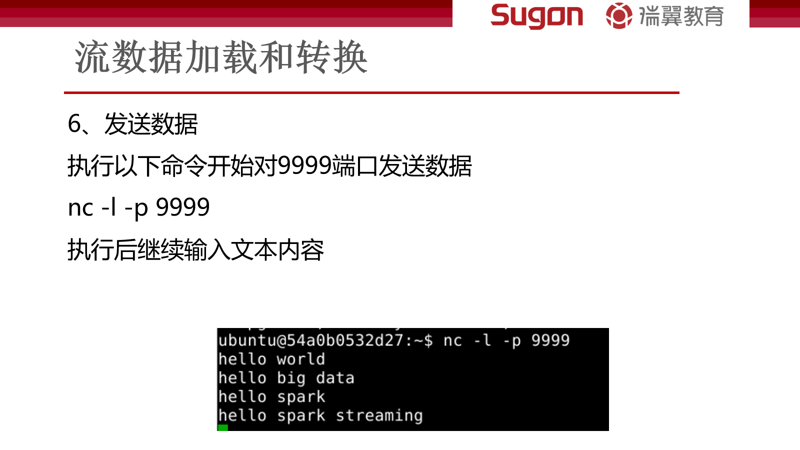 Sugon 瑞翼教育
流数据加载和转换
6、发送数据
执行以下命令开始对9999端口发送数据
nc -l -p 9999
执行后继续输入文本内容
ubuntu@54a0b0532d27:~$ nc -l -p 9999
hello world
hello big data
hello spark
hello spark streaming